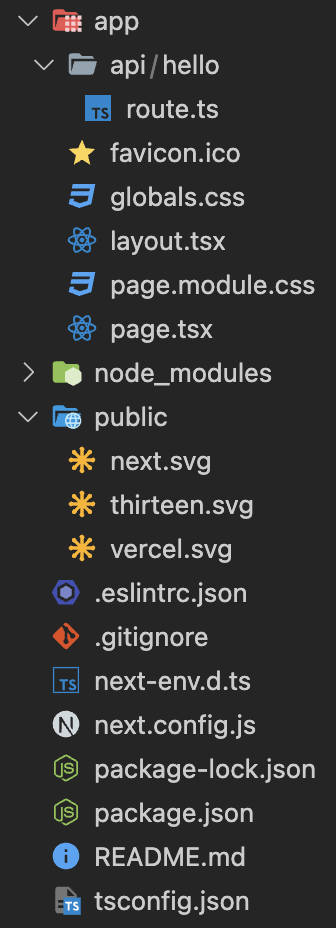 app
api/hello
route.ts
favicon.ico
globals.css
layout.tsx
page.module.css
page.tsx
node_modules
public
next.svg
thirteen.svg
vercel.svg
.eslintrc.json
.gitignore
next-env.d.ts
next.config.js
package-lock.json
package.json
README.md
tsconfig.json